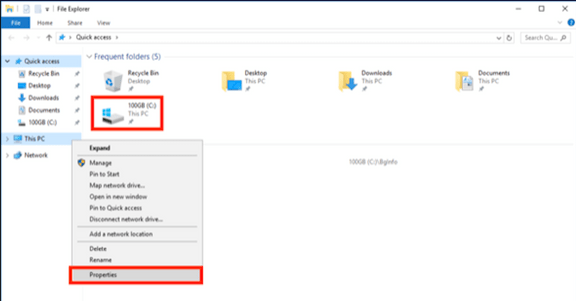 File Explorer
File Home Share View
Quick access
Search Qu...
Quick access
Recycle Bin
Desktop
Downloads
Documents
100GB (C:)
This PC
Network
Frequent folders (5)
Recycle Bin
Desktop
Desktop
This PC
Downloads
This PC
Documents
This PC
100GB (C:)
This PC
Expand
Manage
Pin to Start
Map network drive...
Open in new window
Pin to Quick access
Disconnect network drive...
Add a network location
Delete
Rename
Properties
100GB (C:)\BgInfo